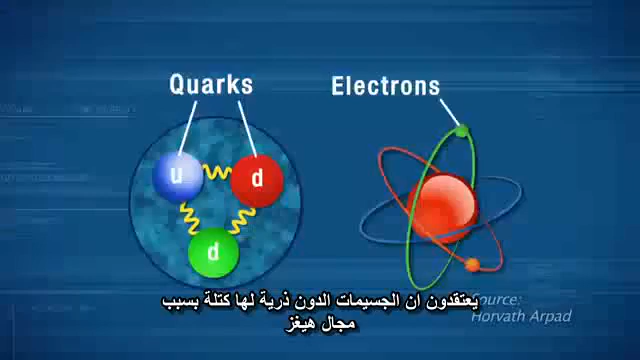 Quarks
Electrons
u
d
d
يعتقدون ان الجسيمات الدون ذرية لها كتلة بسبب
مجال هيغز
Source:
Horvath Arpad